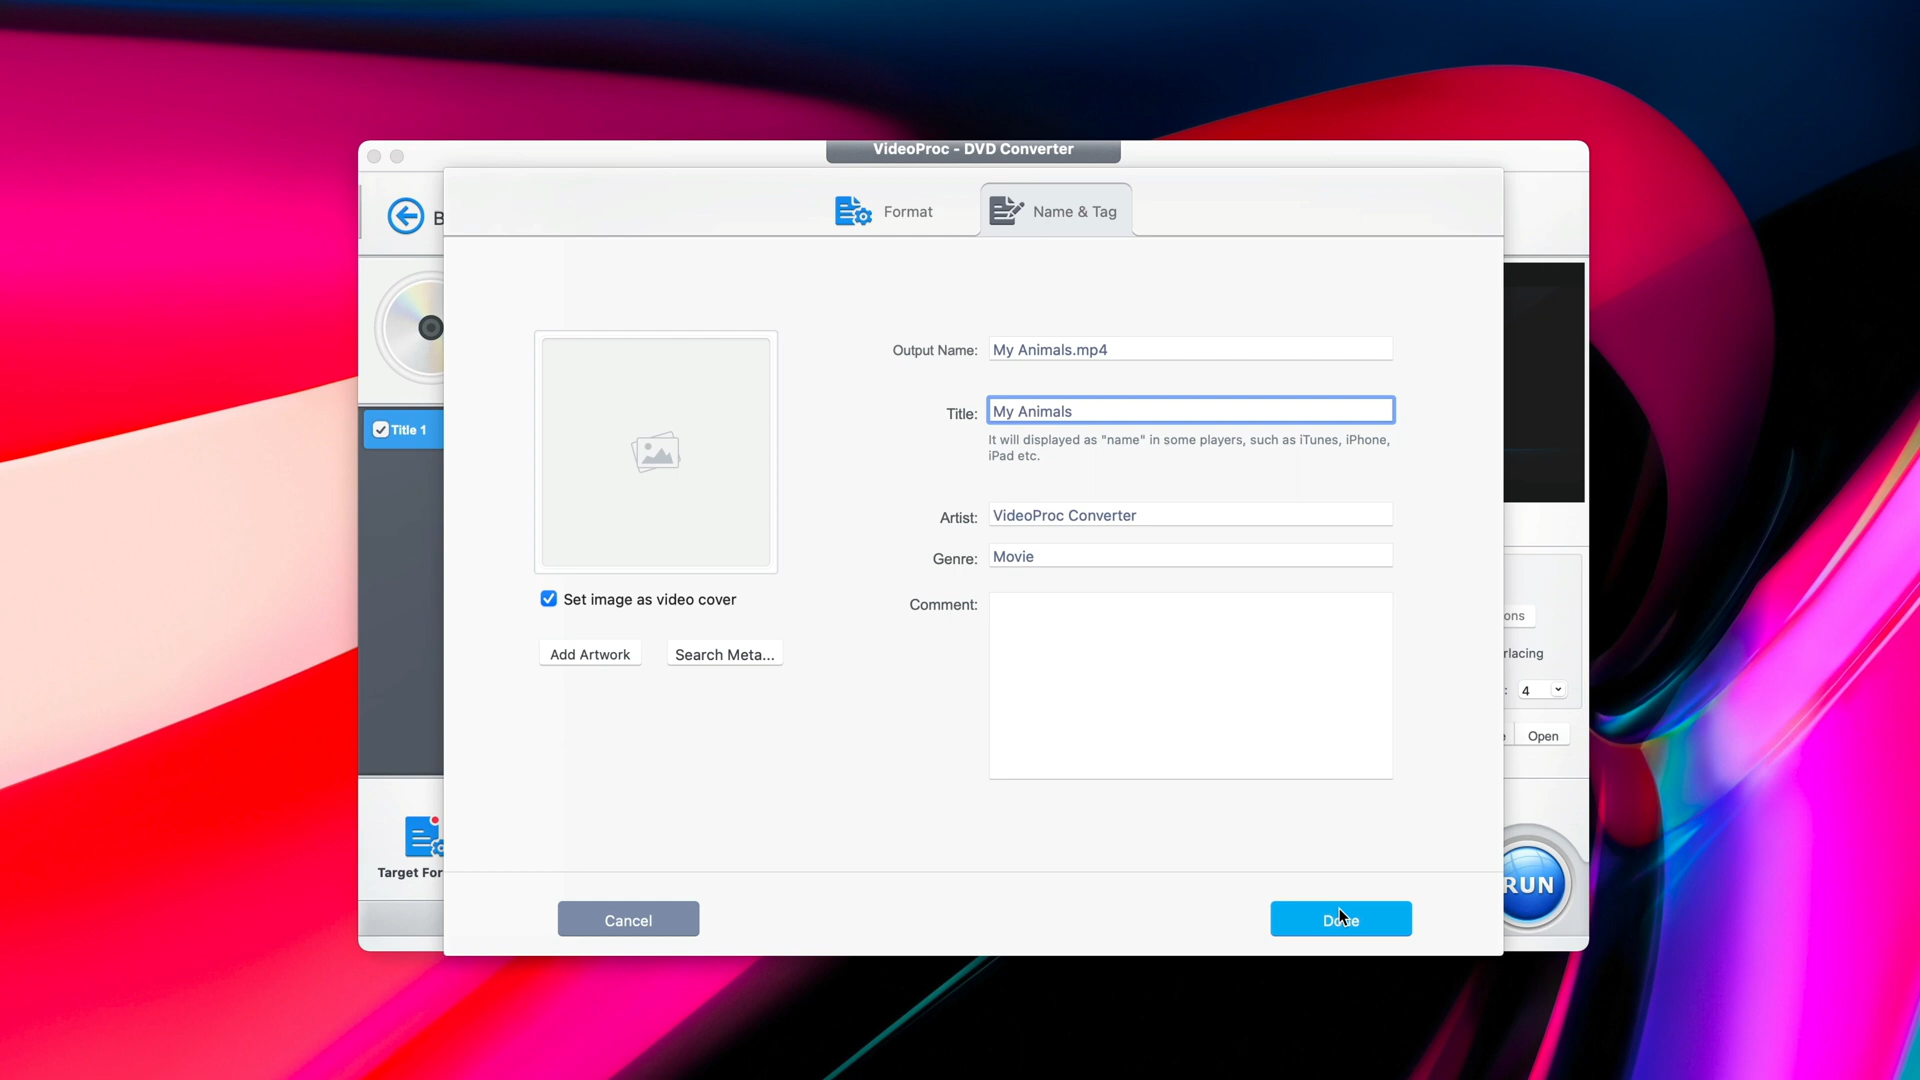 VideoProc - DVD Converter
B
Format
Name & Tag
Output Name: My Animals.mp4
Title: My Animals
It will displayed as "name" in some players, such as iTunes, iPhone,
iPad etc.
Title 1
Artist: VideoProc Converter
Genre: Movie
Comment:
Set image as video cover
Add Artwork
Search Meta...
ons
rlacing
: 4
Open
Target For
RUN
Cancel
Done